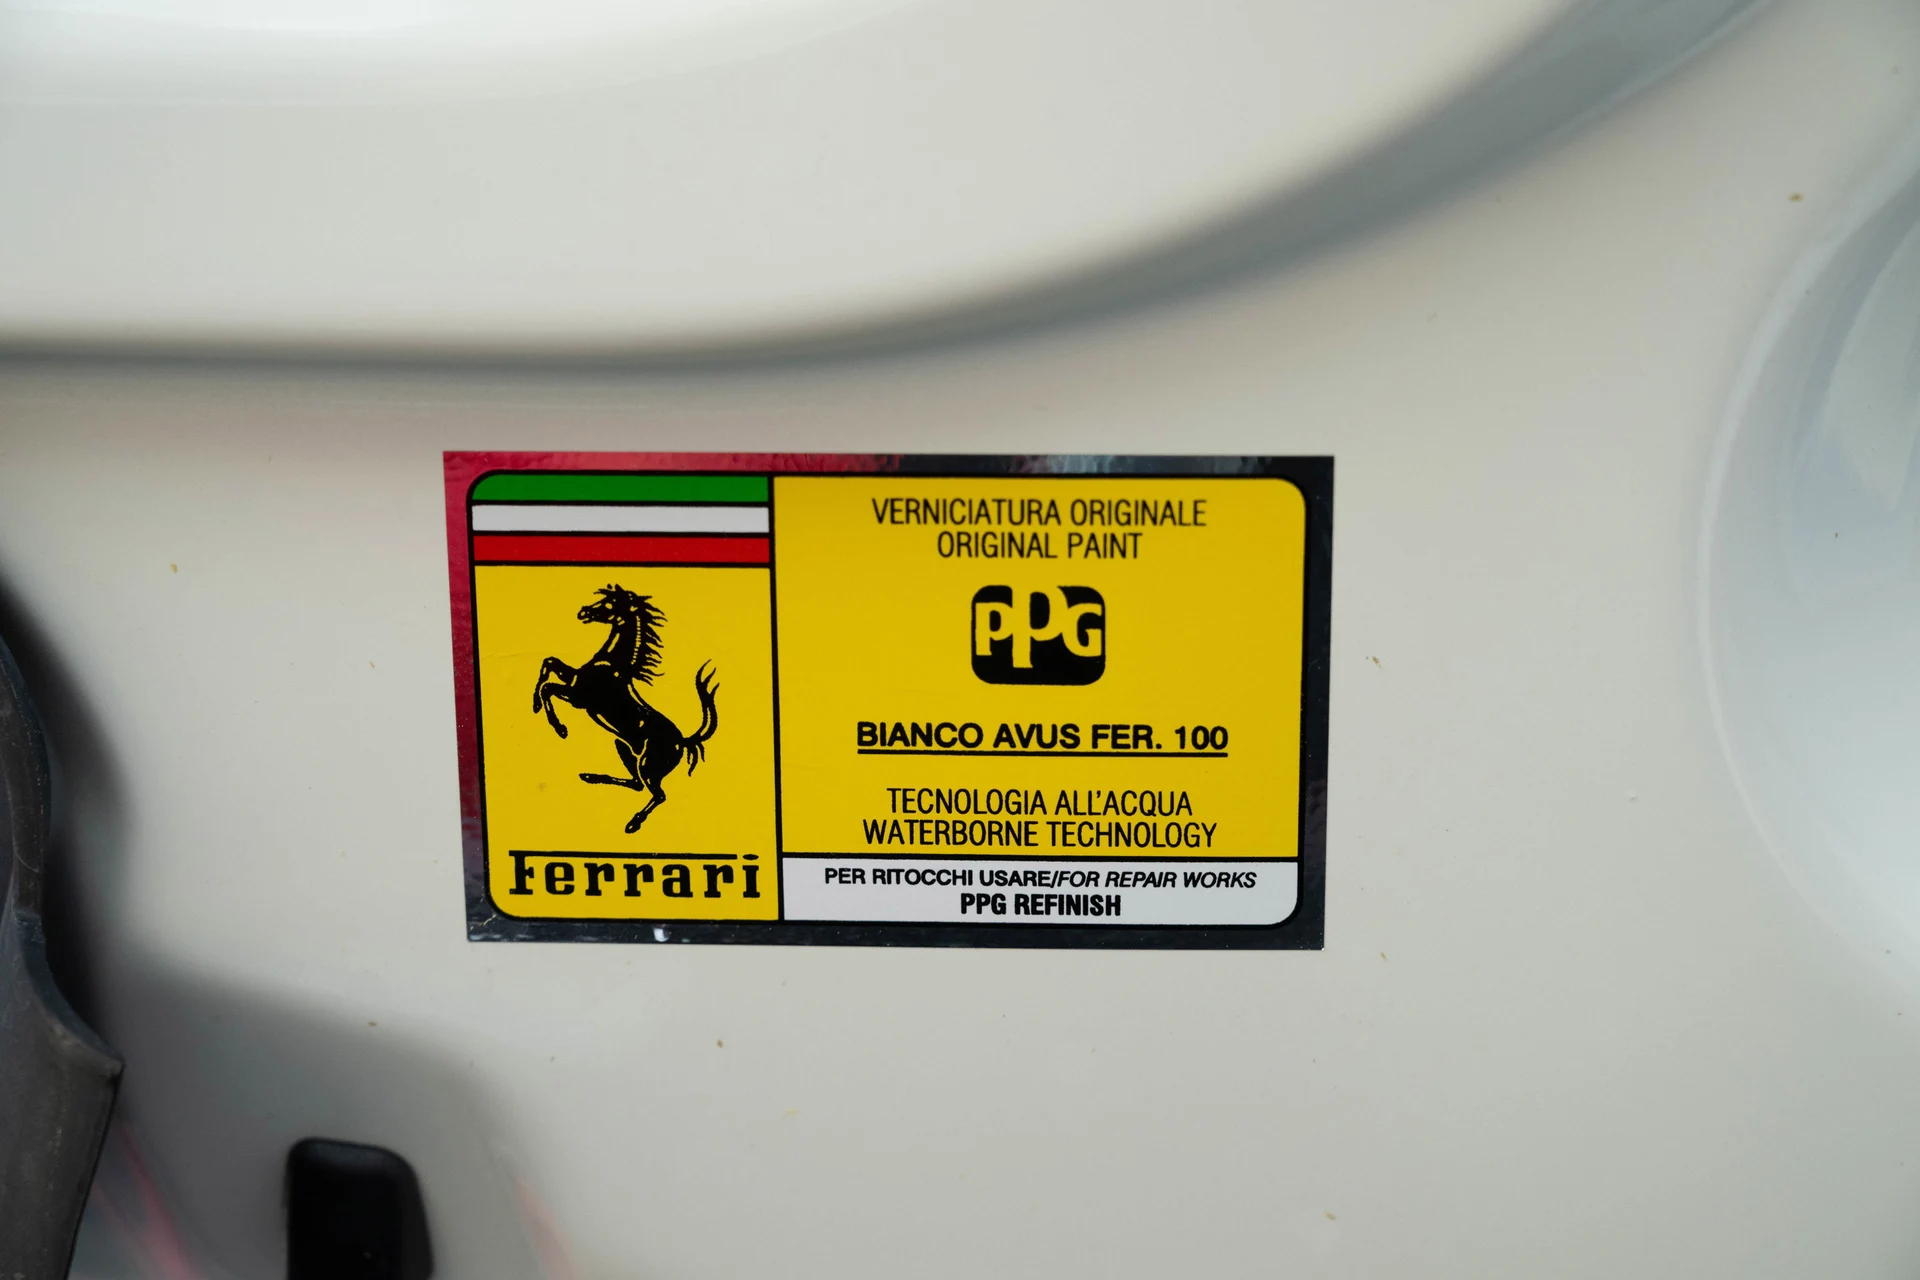 VERNICIATURA ORIGINALE
ORIGINAL PAINT
PPG
BIANCO AVUS FER. 100
TECNOLOGIA ALL'ACQUA
WATERBORNE TECHNOLOGY
PER RITOCCHI USARE/FOR REPAIR WORKS
PPG REFINISH
Ferrari